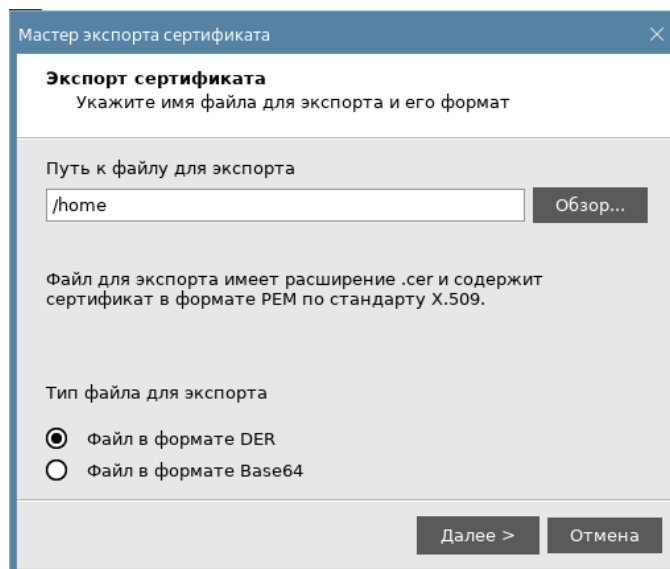 Мастер экспорта сертификата
Экспорт сертификата
Укажите имя файла для экспорта и его формат
Путь к файлу для экспорта
/home
Обзор...
Файл для экспорта имеет расширение .cer и содержит
сертификат в формате PEM по стандарту X.509.
Тип файла для экспорта
Файл в формате DER
Файл в формате Base64
Далее >
Отмена